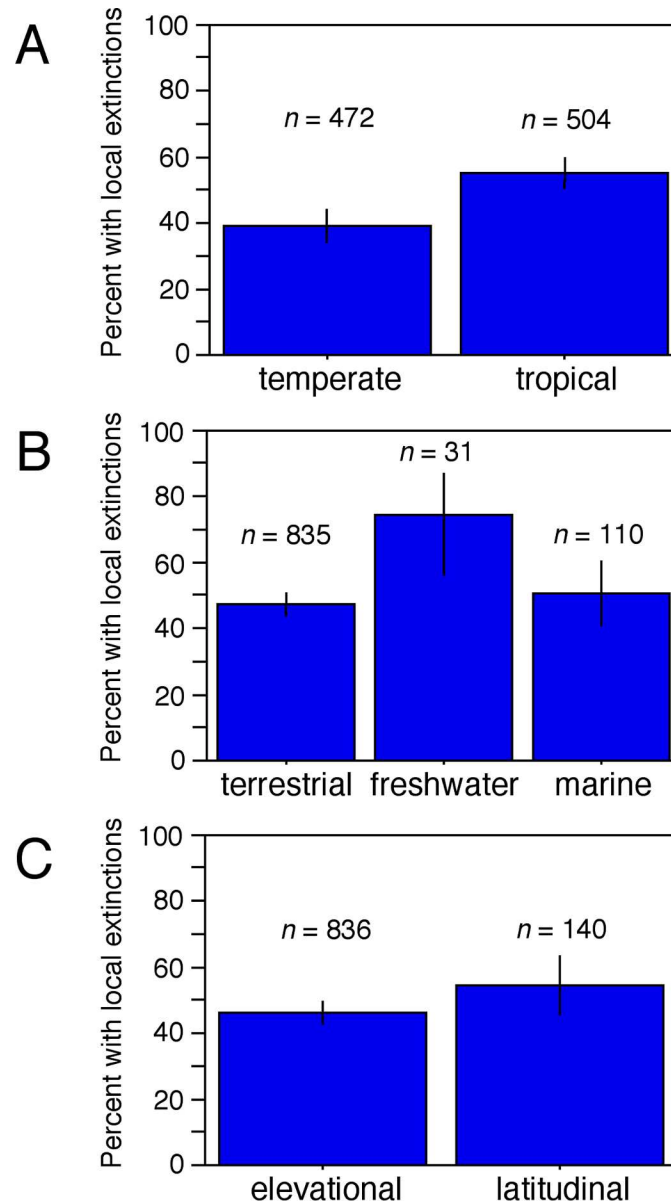 A
Percent with local extinctions
100
80
60
40
20
0
n = 472
n = 504
temperate
tropical
B
Percent with local extinctions
100
80
60
40
20
0
n = 835
n = 31
n = 110
terrestrial
freshwater
marine
C
Percent with local extinctions
100
80
60
40
20
0
n = 836
n = 140
elevational
latitudinal